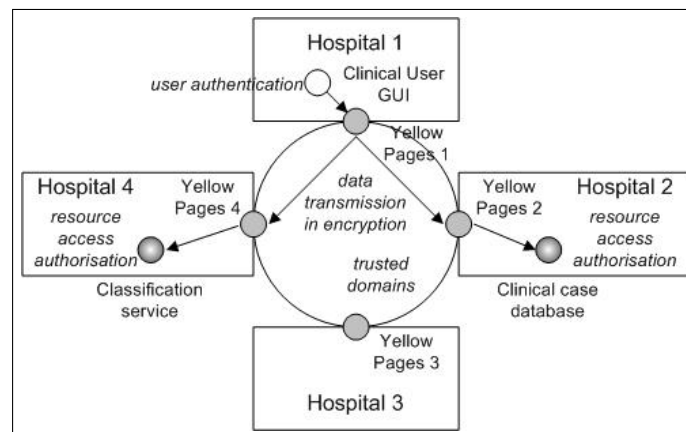 Hospital 1
user authentication
Clinical User
GUI
Yellow
Pages 1
Hospital 4
resource
access
authorisation
Yellow
Pages 4
data
transmission
in encryption
Yellow
Pages 2
Hospital 2
resource
access
authorisation
trusted
domains
Classification
service
Clinical case
database
Yellow
Pages 3
Hospital 3